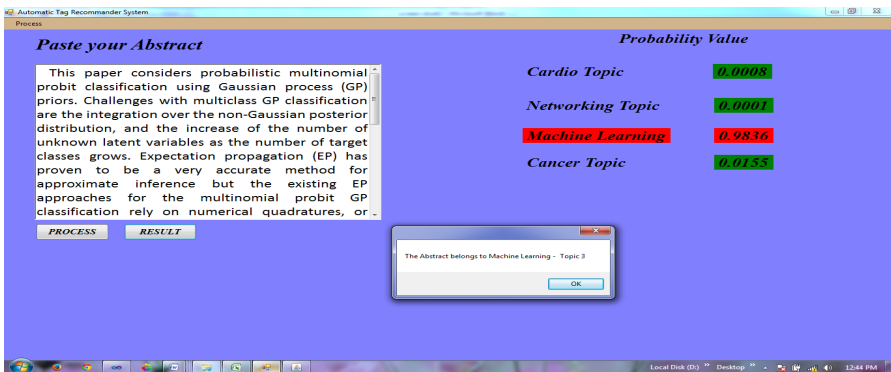 Automatic Tag Recommander System
Process
Paste your Abstract
This paper considers probabilistic multinomial
probit classification using Gaussian process (GP)
priors. Challenges with multiclass GP classification
are the integration over the non-Gaussian posterior
distribution, and the increase of the number of
unknown latent variables as the number of target
classes grows. Expectation propagation (EP) has
proven to be a very accurate method for
approximate inference but the existing EP
approaches for the multinomial probit GP
classification rely on numerical quadratures, or
PROCESS RESULT
Probability Value
Cardio Topic 0.0008
Networking Topic 0.0001
Machine Learning 0.9836
Cancer Topic 0.0155
The Abstract belongs to Machine Learning - Topic 3
OK
Local Disk (D:) » Desktop » 12:44 PM